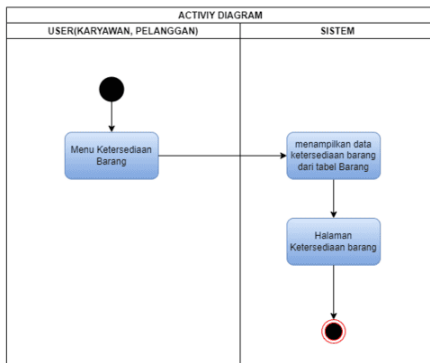 ACTIVIY DIAGRAM
USER(KARYAWAN, PELANGGAN)
SISTEM
Menu Ketersediaan
Barang
menampilkan data
ketersediaan barang
dari tabel Barang
Halaman
Ketersediaan barang